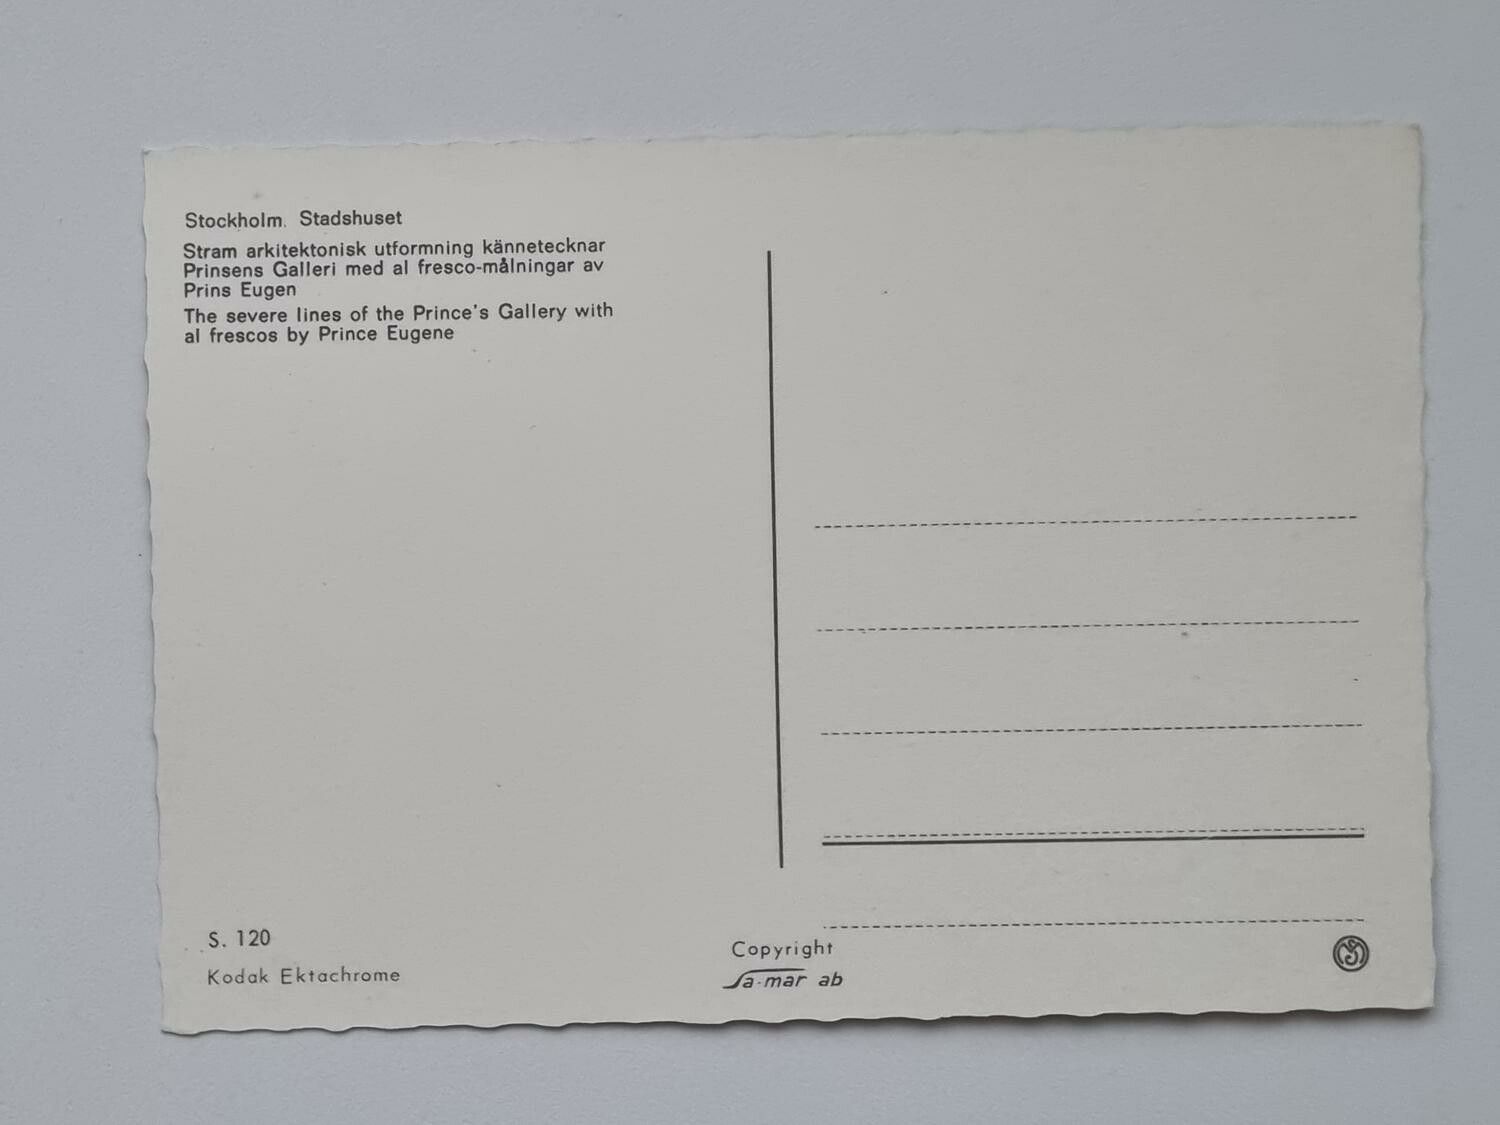 Stockholm. Stadshuset
Stram arkitektonisk utformning kännetecknar
Prinsens Galleri med al fresco-målningar av
Prins Eugen
The severe lines of the Prince's Gallery with
al frescos by Prince Eugene
S. 120
Kodak Ektachrome
Copyright
Sa-mar ab